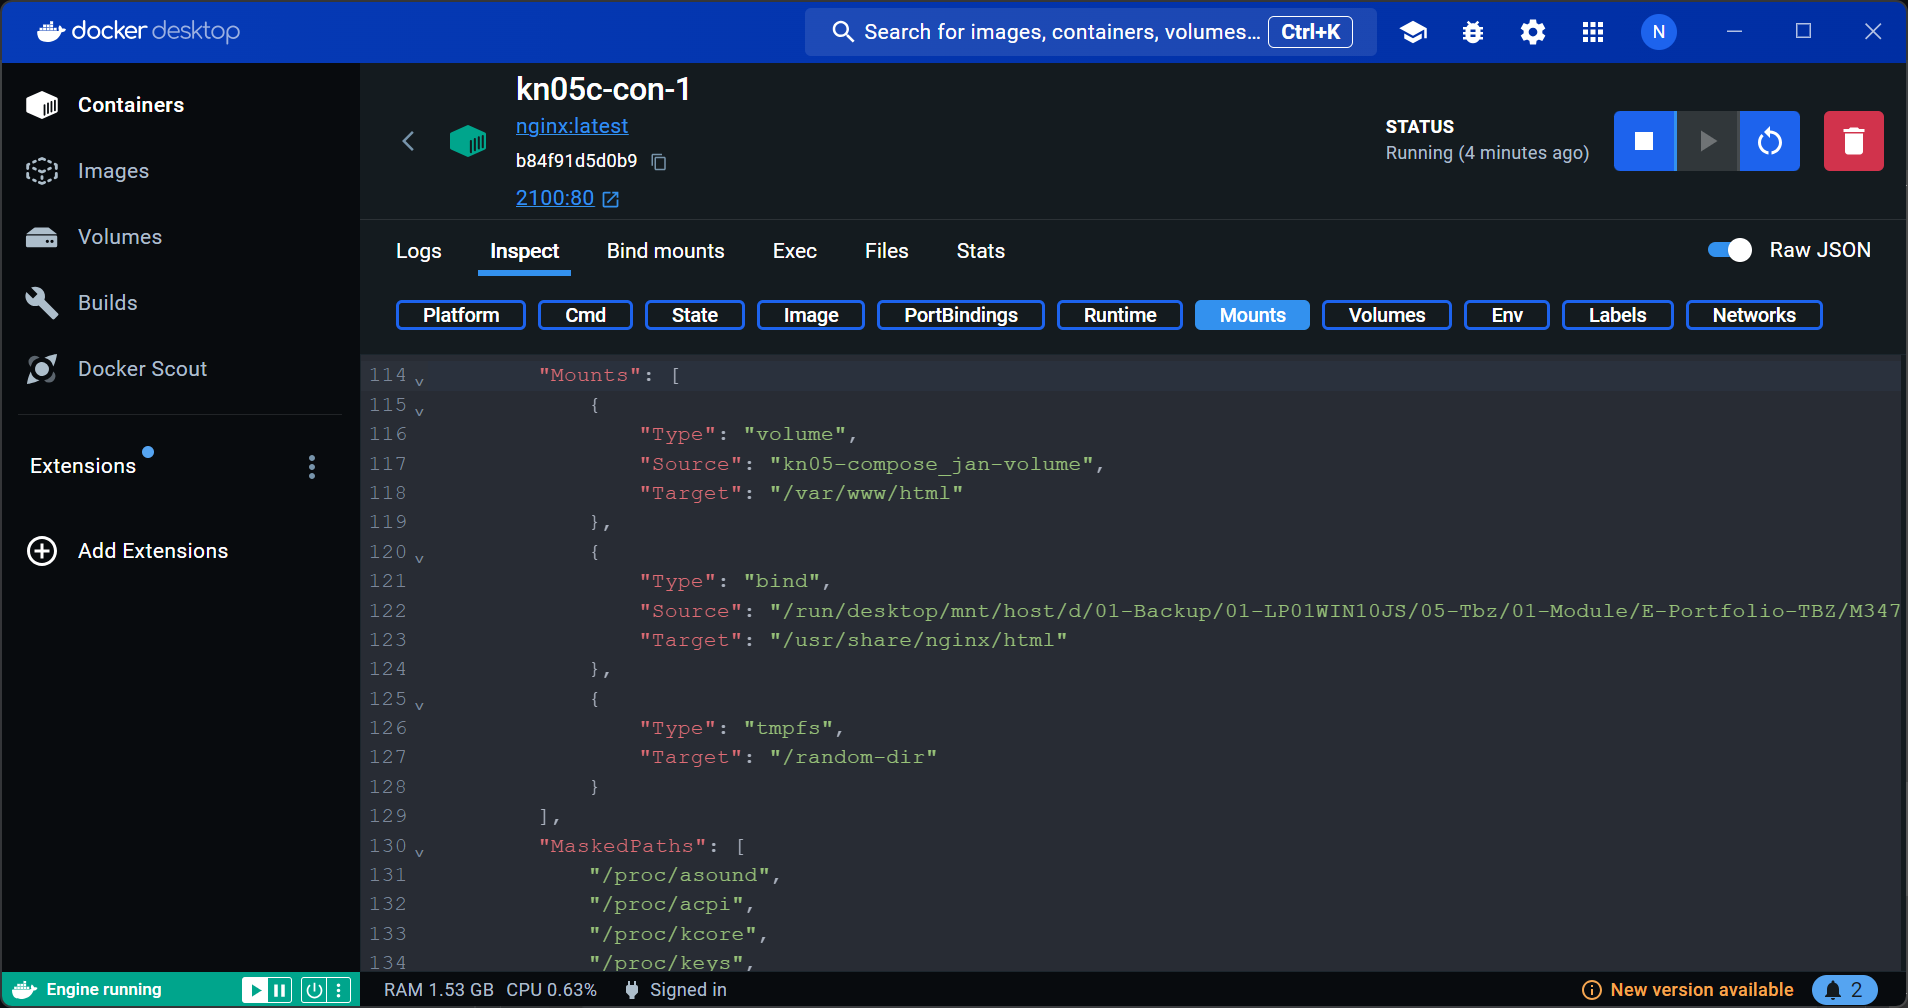 docker desktop
Search for images, containers, volumes... Ctrl+K
N
Containers
Images
Volumes
Builds
Docker Scout
Extensions
Add Extensions
kn05c-con-1
nginx:latest
b84f91d5d0b9
2100:80
STATUS
Running (4 minutes ago)
Logs Inspect Bind mounts Exec Files Stats
Raw JSON
Platform Cmd State Image PortBindings Runtime Mounts Volumes Env Labels Networks
114 "Mounts": [
115 {
116 "Type": "volume",
117 "Source": "kn05-compose_jan-volume",
118 "Target": "/var/www/html"
119 },
120 {
121 "Type": "bind",
122 "Source": "/run/desktop/mnt/host/d/01-Backup/01-LP01WIN10JS/05-Tbz/01-Module/E-Portfolio-TBZ/M347
123 "Target": "/usr/share/nginx/html"
124 },
125 {
126 "Type": "tmpfs",
127 "Target": "/random-dir"
128 }
129 ],
130 "MaskedPaths": [
131 "/proc/asound",
132 "/proc/acpi",
133 "/proc/kcore",
134 "/proc/keys",
Engine running
RAM 1.53 GB CPU 0.63% Signed in
New version available
2